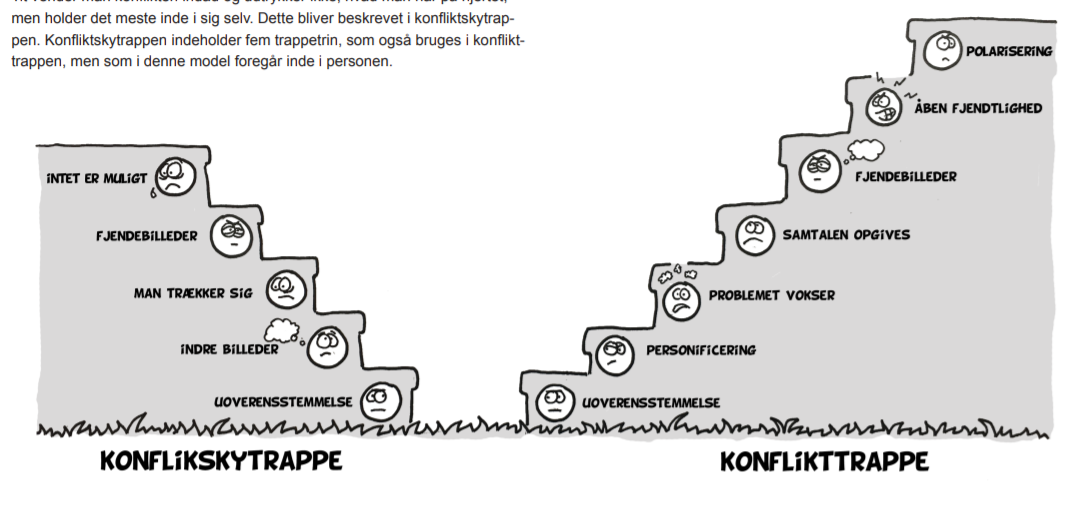 men holder det meste inde i sig selv. Dette bliver beskrevet i konfliktskytrap-
pen. Konfliktskytrappen indeholder fem trappetrin, som også bruges i konflikt-
trappen, men som i denne model foregår inde i personen.
INTET ER MULIGT
FJENDEBILLEDER
MAN TRÆKKER SIG
INDRE BILLEDER
UOVERENSSTEMMELSE
KONFLIKSKYTRAPPE
POLARISERING
ÅBEN FJENDTLIGHED
FJENDEBILLEDER
SAMTALEN OPGIVES
PROBLEMET VOKSER
PERSONIFICERING
UOVERENSSTEMMELSE
KONFLIKTTRAPPE